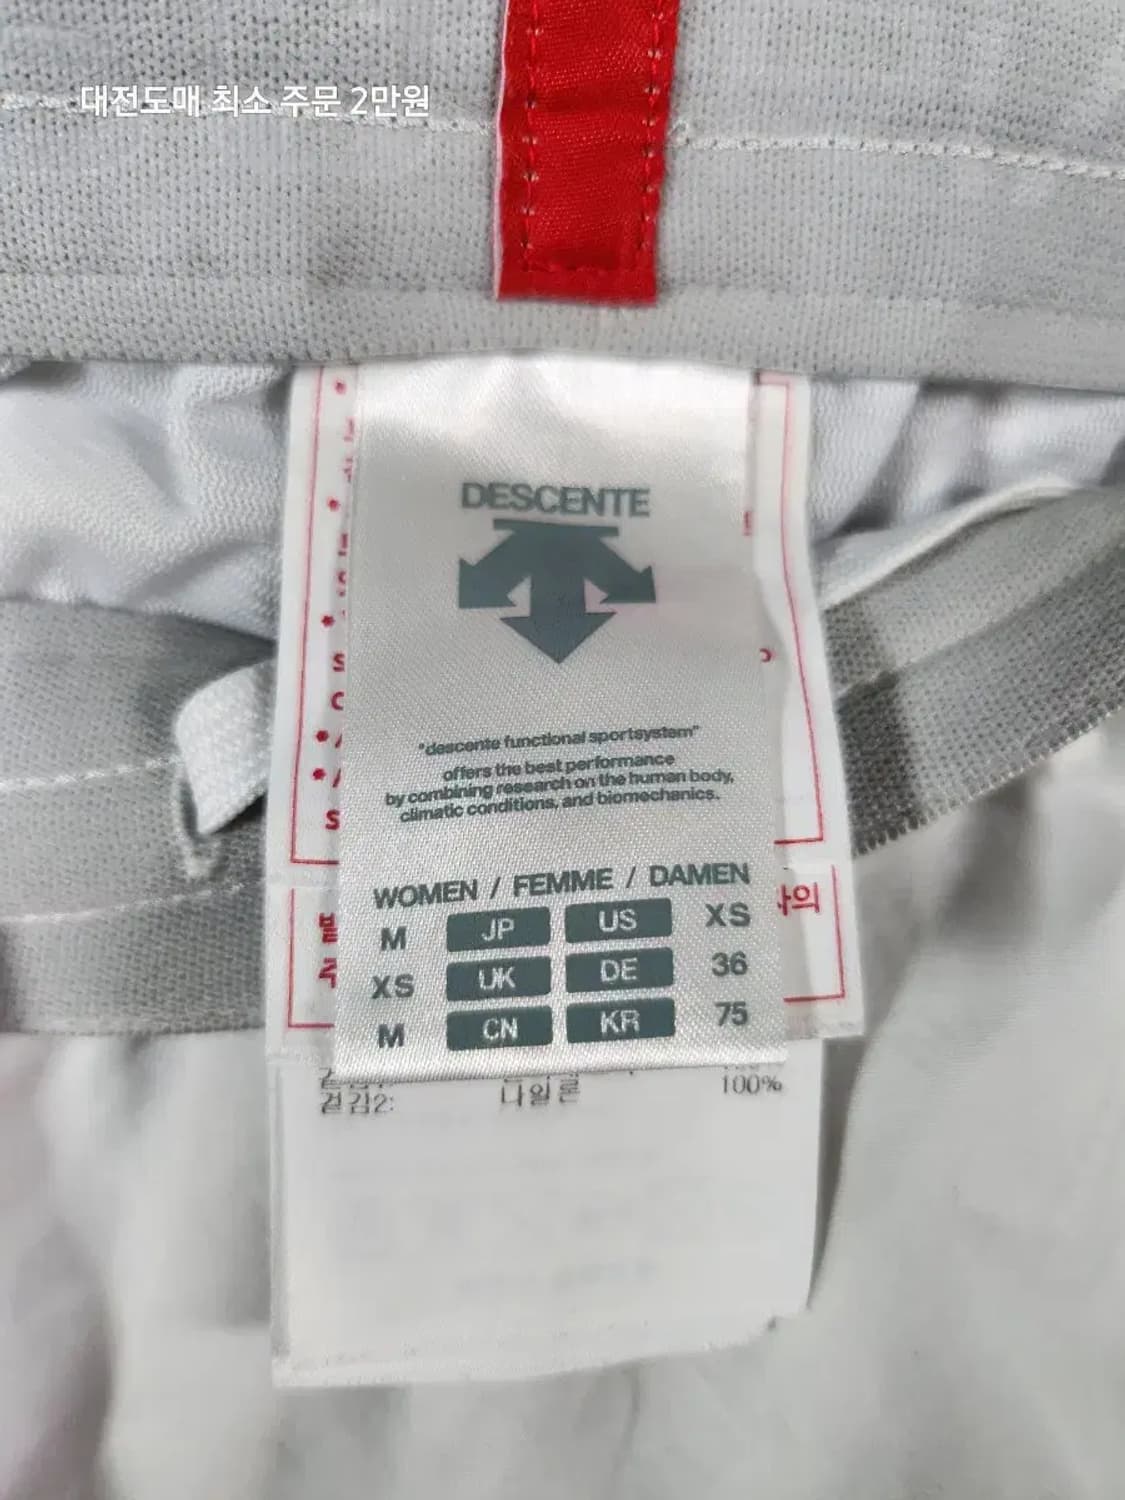 대전도매 최소 주문 2만원
DESCENTE
"descente functional sportsystem"
offers the best performance
by combining research on the human body,
climatic conditions, and biomechanics.
WOMEN / FEMME / DAMEN
M JP US XS
XS UK DE 36
M CN KR 75
겉감2: 나일론 100%